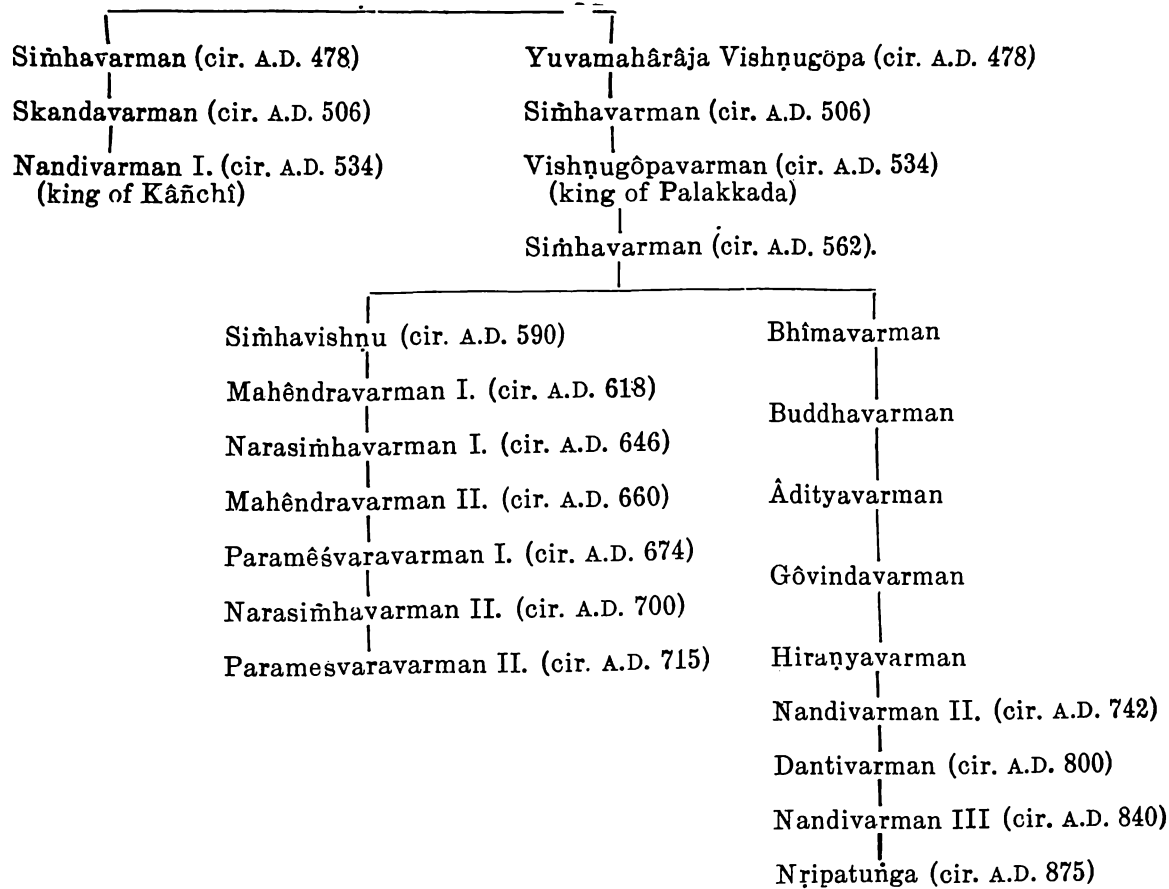 Siṁhavarman (cir. A.D. 478)
Yuvamahârâja Vishṇugöpa (cir. A.D. 478)
Skandavarman (cir. A.D. 506)
Siṁhavarman (cir. A.D. 506)
Nandivarman I. (cir. A.D. 534)
(king of Kâñchî)
Vishṇugôpavarman (cir. A.D. 534)
(king of Palakkada)
Siṁhavarman (cir. A.D. 562).
Siṁhavishṇu (cir. A.D. 590)
Mahêndravarman I. (cir. A.D. 618)
Narasiṁhavarman I. (cir. A.D. 646)
Mahêndravarman II. (cir. A.D. 660)
Paramêśvaravarman I. (cir. A.D. 674)
Narasiṁhavarman II. (cir. A.D. 700)
Paramesvaravarman II. (cir. A.D. 715)
Bhîmavarman
Buddhavarman
Âdityavarman
Gôvindavarman
Hiraṇyavarman
Nandivarman II. (cir. A.D. 742)
Dantivarman (cir. A.D. 800)
Nandivarman III (cir. A.D. 840)
Nṛipatuṅga (cir. A.D. 875)